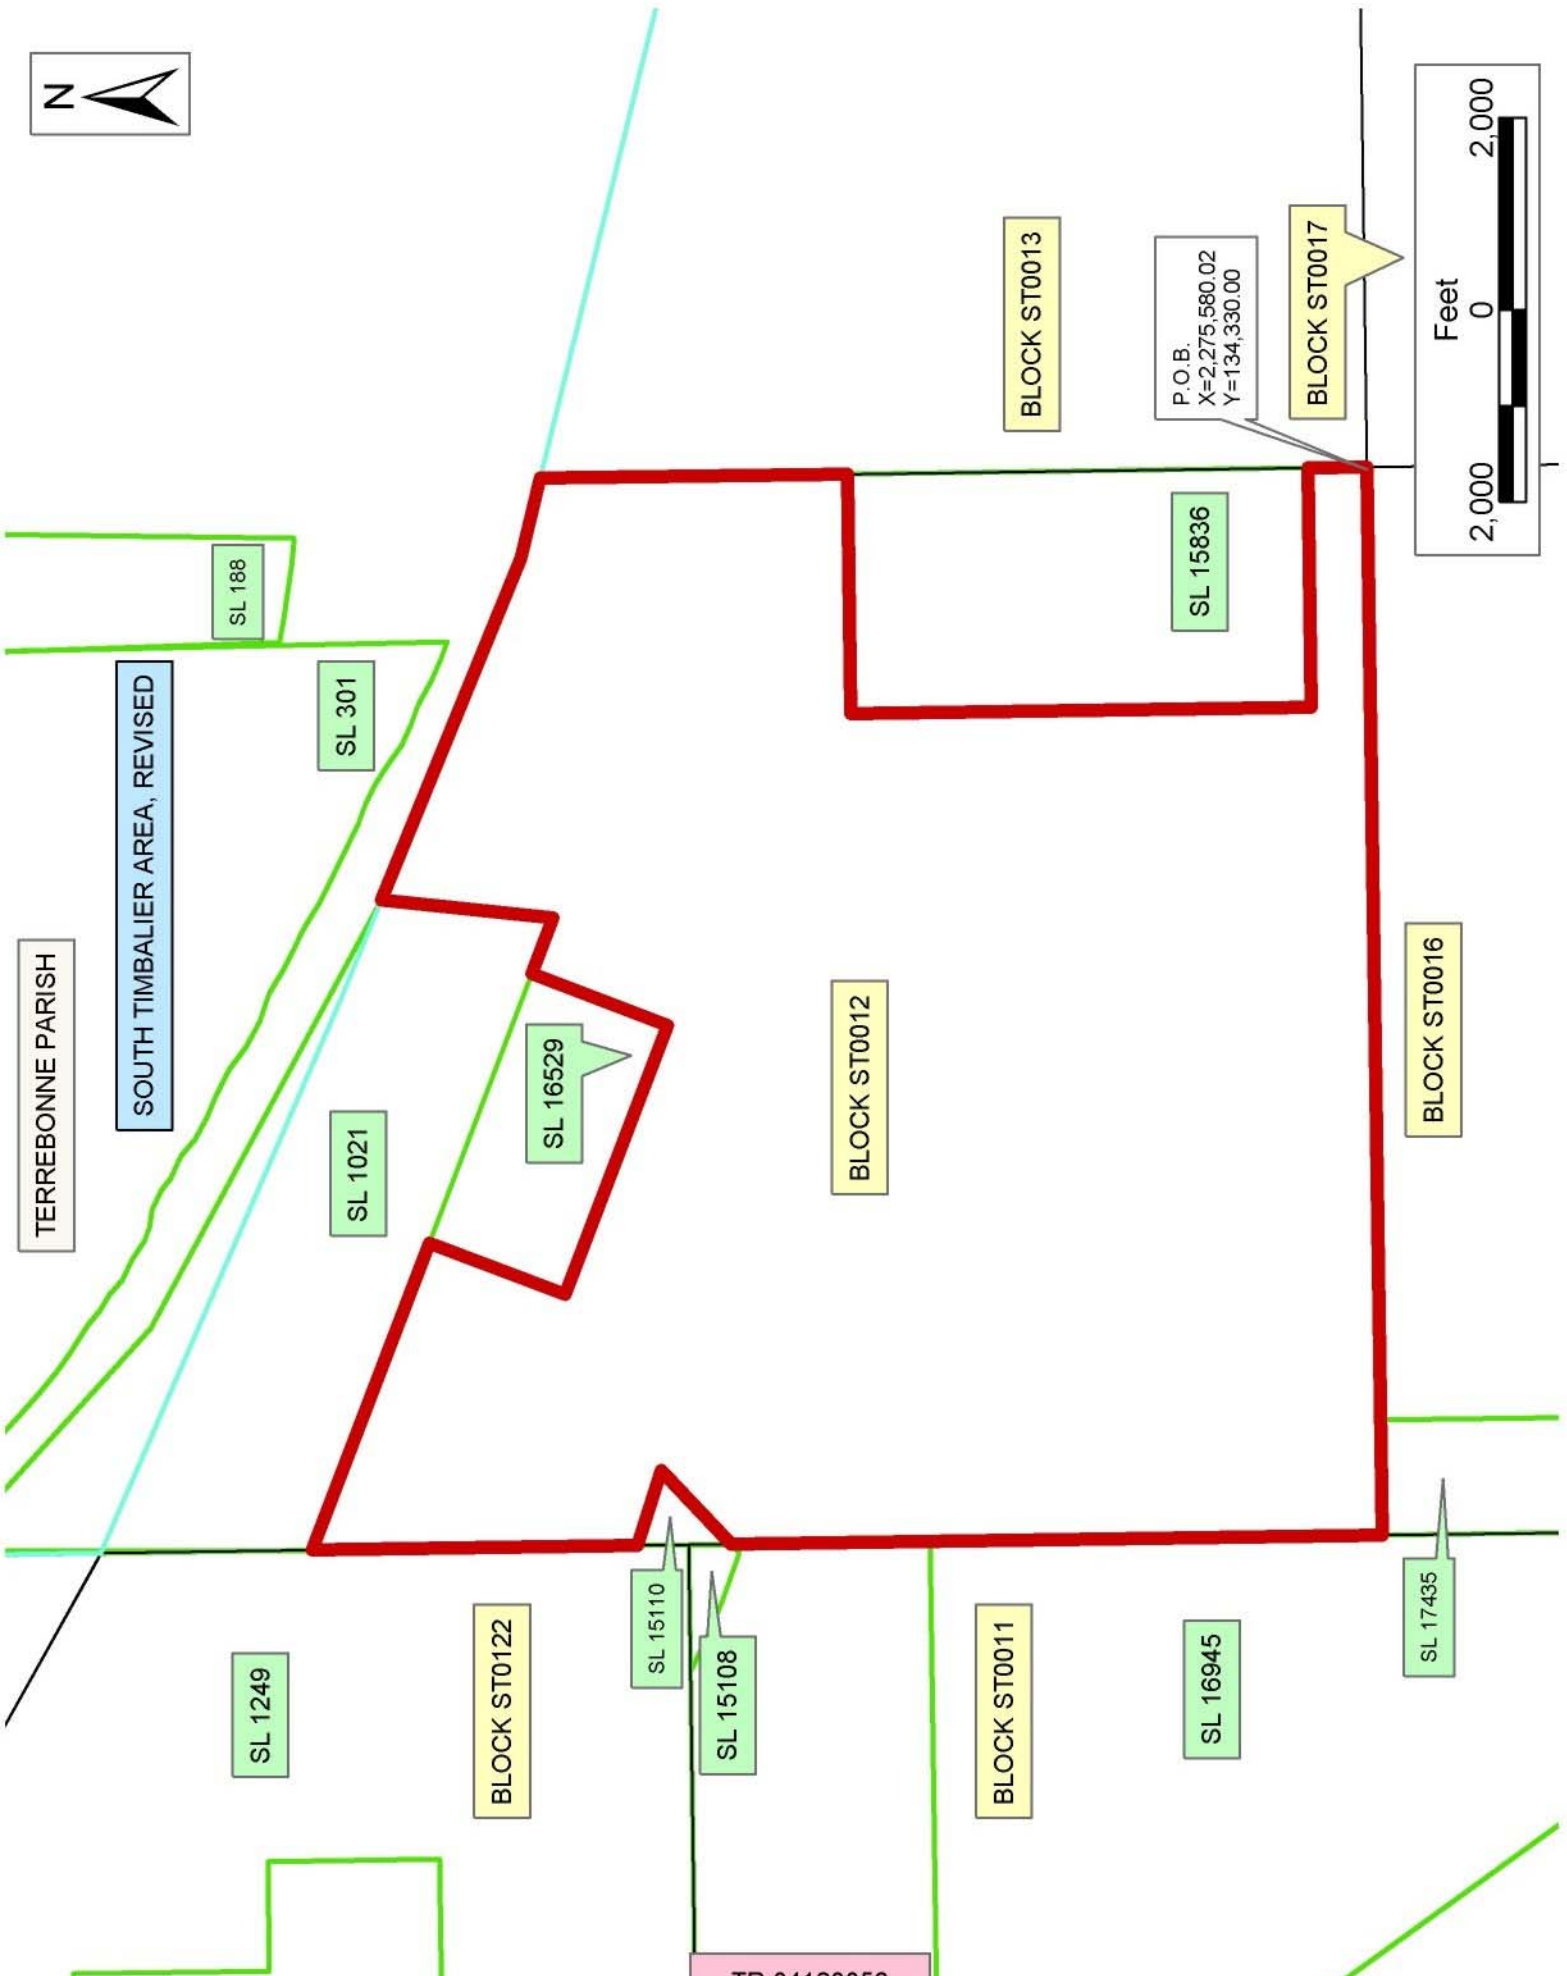 N
TERREBONNE PARISH
SOUTH TIMBALIER AREA, REVISED
SL 188
SL 301
SL 1249
SL 1021
BLOCK ST0122
SL 16529
SL 15110
SL 15108
BLOCK ST0012
BLOCK ST0013
BLOCK ST0011
SL 16945
SL 15836
P.O.B.
X=2,275,580.02
Y=134,330.00
BLOCK ST0017
SL 17435
BLOCK ST0016
Feet
2,000 0 2,000